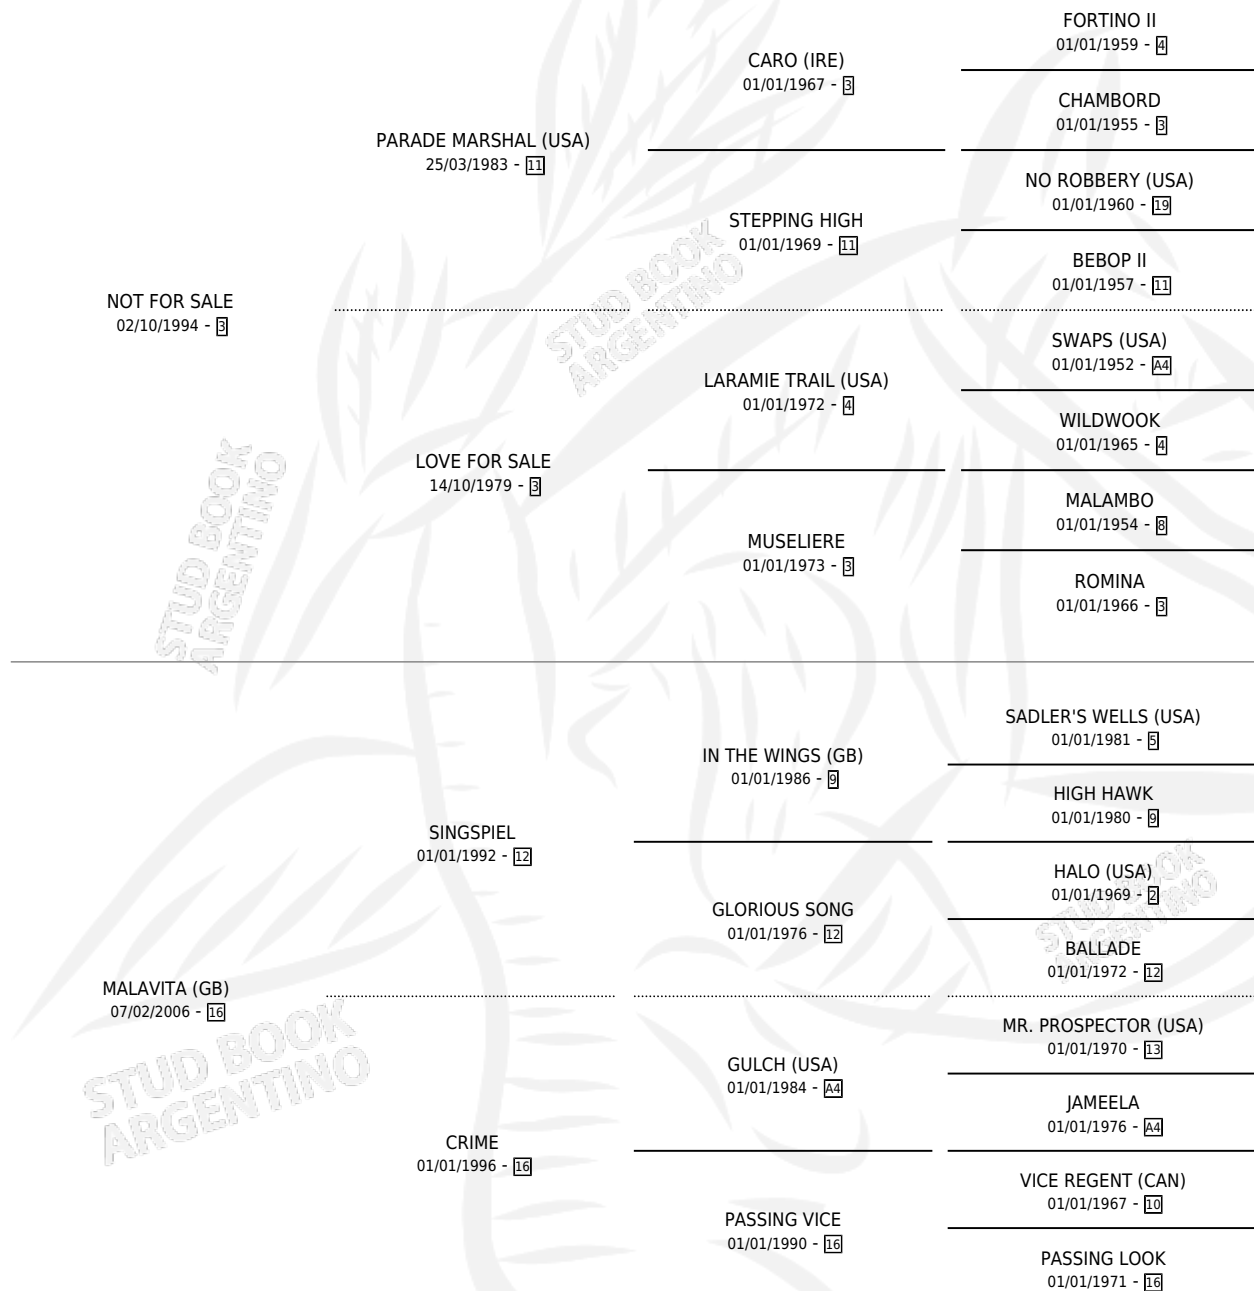 FORTINO II
01/01/1959 - 4
CARO (IRE)
01/01/1967 - 3
CHAMBORD
01/01/1955 - 3
PARADE MARSHAL (USA)
25/03/1983 - 11
NO ROBBERY (USA)
01/01/1960 - 19
STEPPING HIGH
01/01/1969 - 11
BEBOP II
01/01/1957 - 11
NOT FOR SALE
02/10/1994 - 3
SWAPS (USA)
01/01/1952 - A4
LARAMIE TRAIL (USA)
01/01/1972 - 4
WILDWOOK
01/01/1965 - 4
LOVE FOR SALE
14/10/1979 - 3
MALAMBO
01/01/1954 - 8
MUSELIERE
01/01/1973 - 3
ROMINA
01/01/1966 - 3
STUD BOOK
ARGENTINO
STUD BOOK
ARGENTINO
SADLER'S WELLS (USA)
01/01/1981 - 5
IN THE WINGS (GB)
01/01/1986 - 9
HIGH HAWK
01/01/1980 - 9
SINGSPIEL
01/01/1992 - 12
HALO (USA)
01/01/1969 - 2
GLORIOUS SONG
01/01/1976 - 12
BALLADE
01/01/1972 - 12
MALAVITA (GB)
07/02/2006 - 16
MR. PROSPECTOR (USA)
01/01/1970 - 13
GULCH (USA)
01/01/1984 - A4
JAMEELA
01/01/1976 - A4
CRIME
01/01/1996 - 16
VICE REGENT (CAN)
01/01/1967 - 10
PASSING VICE
01/01/1990 - 16
PASSING LOOK
01/01/1971 - 16
STUD BOOK
ARGENTINO
STUD BOOK
ARGENTINO